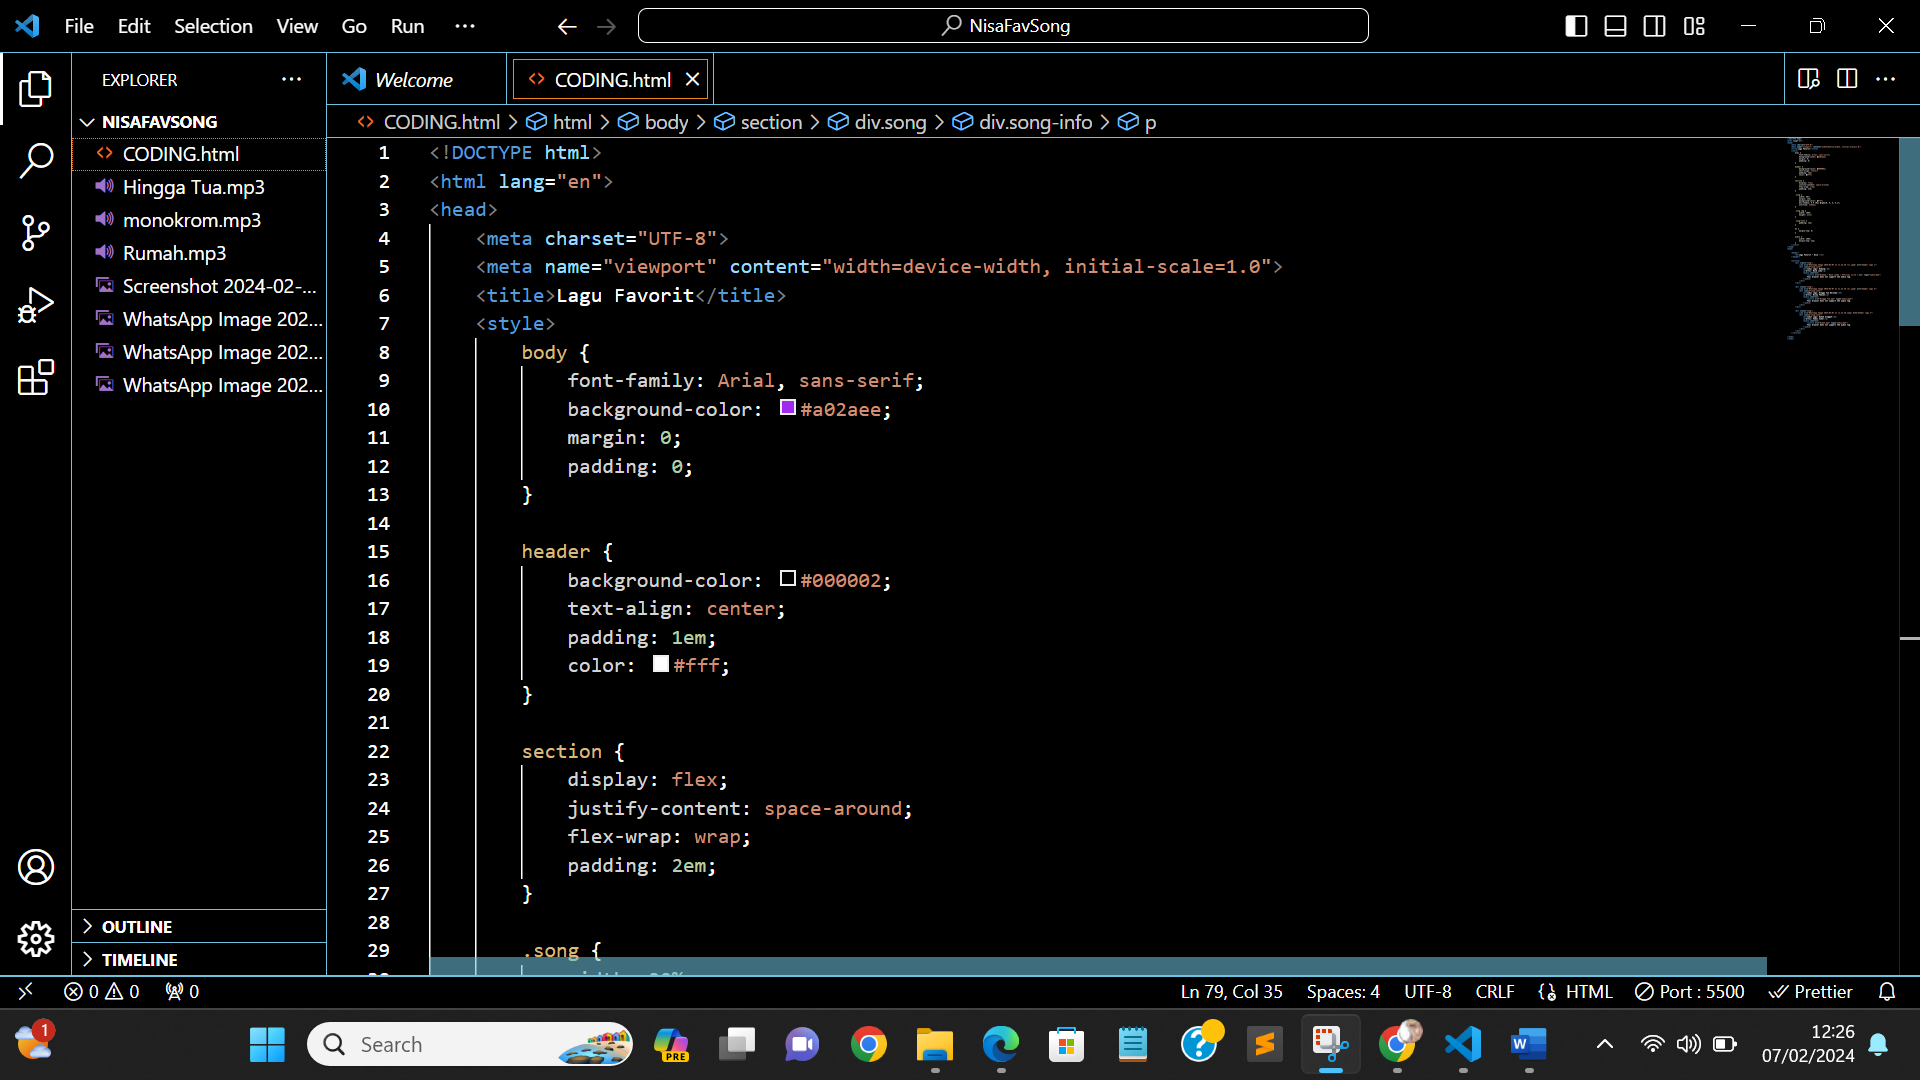 File Edit Selection View Go Run ···
NisaFavSong
EXPLORER
Welcome
CODING.html
NISAFAVSONG
CODING.html
Hingga Tua.mp3
monokrom.mp3
Rumah.mp3
Screenshot 2024-02-...
WhatsApp Image 202...
WhatsApp Image 202...
WhatsApp Image 202...
OUTLINE
TIMELINE
CODING.html > html > body > section > div.song > div.song-info > p
1 <!DOCTYPE html>
2 <html lang="en">
3 <head>
4 <meta charset="UTF-8">
5 <meta name="viewport" content="width=device-width, initial-scale=1.0">
6 <title>Lagu Favorit</title>
7 <style>
8 body {
9 font-family: Arial, sans-serif;
10 background-color: #a02aee;
11 margin: 0;
12 padding: 0;
13 }
14
15 header {
16 background-color: #000002;
17 text-align: center;
18 padding: 1em;
19 color: #fff;
20 }
21
22 section {
23 display: flex;
24 justify-content: space-around;
25 flex-wrap: wrap;
26 padding: 2em;
27 }
28
29 .song {
0 0 0
Ln 79, Col 35 Spaces: 4 UTF-8 CRLF HTML Port : 5500 Prettier
1
Search
PRE
12:26
07/02/2024